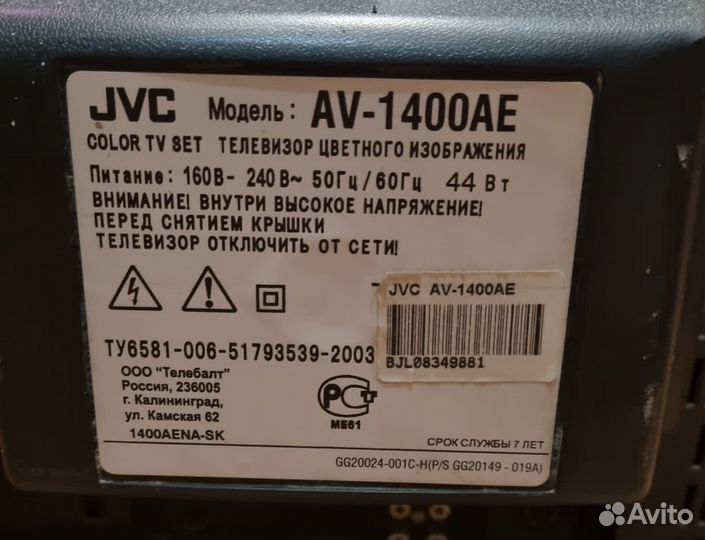 JVC Модель: AV-1400AE
COLOR TV SET ТЕЛЕВИЗОР ЦВЕТНОГО ИЗОБРАЖЕНИЯ
Питание: 160В- 240В~ 50Гц/60Гц 44 Вт
ВНИМАНИЕ! ВНУТРИ ВЫСОКОЕ НАПРЯЖЕНИЕ!
ПЕРЕД СНЯТИЕМ КРЫШКИ
ТЕЛЕВИЗОР ОТКЛЮЧИТЬ ОТ СЕТИ!
JVC AV-1400AE
BJL08349881
ТУ6581-006-51793539-2003
ООО "Телебалт"
Россия, 236005
г. Калининград,
ул. Камская 62
1400AENA-SK
РСТ
МЕ61
СРОК СЛУЖБЫ 7 ЛЕТ
GG20024-001C-H(P/S GG20149 - 019A)
Avito